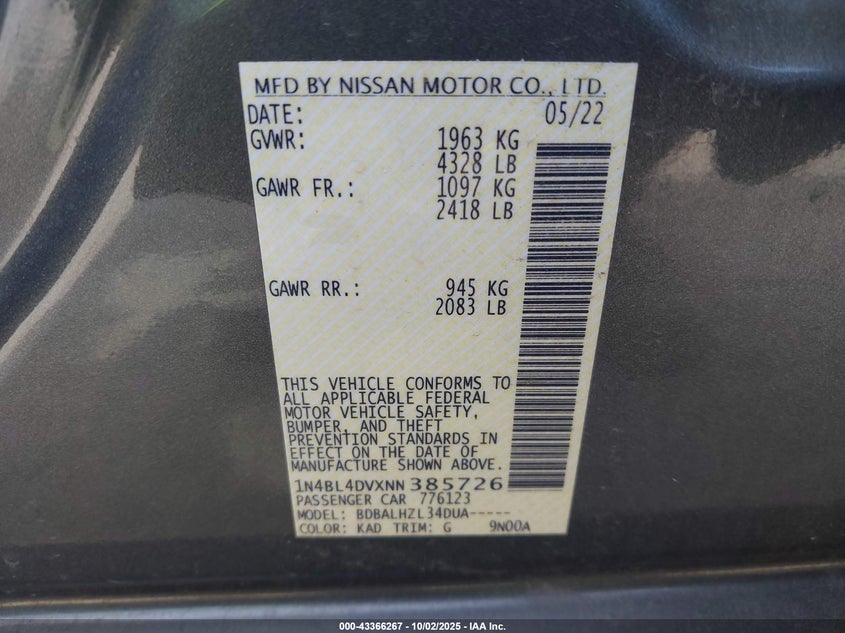 MFD BY NISSAN MOTOR CO., LTD.
DATE: 05/22
GVWR: 1963 KG
4328 LB
GAWR FR.: 1097 KG
2418 LB
GAWR RR.: 945 KG
2083 LB
THIS VEHICLE CONFORMS TO
ALL APPLICABLE FEDERAL
MOTOR VEHICLE SAFETY,
BUMPER, AND THEFT
PREVENTION STANDARDS IN
EFFECT ON THE DATE OF
MANUFACTURE SHOWN ABOVE.
1N4BL4DVXNN385726
PASSENGER CAR 776123
MODEL: BDBALHZL34DUA-----
COLOR: KAD TRIM: G 9N00A
000-43366267 - 10/02/2025 - IAA Inc.